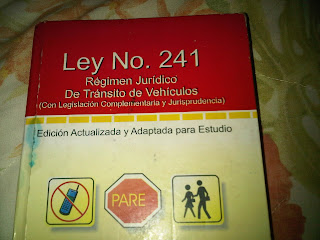 Ley No. 241
Régimen Jurídico
De Tránsito de Vehículos
(Con Legislación Complementaria y Jurisprudencia)
Edición Actualizada y Adaptada para Estudio
PARE